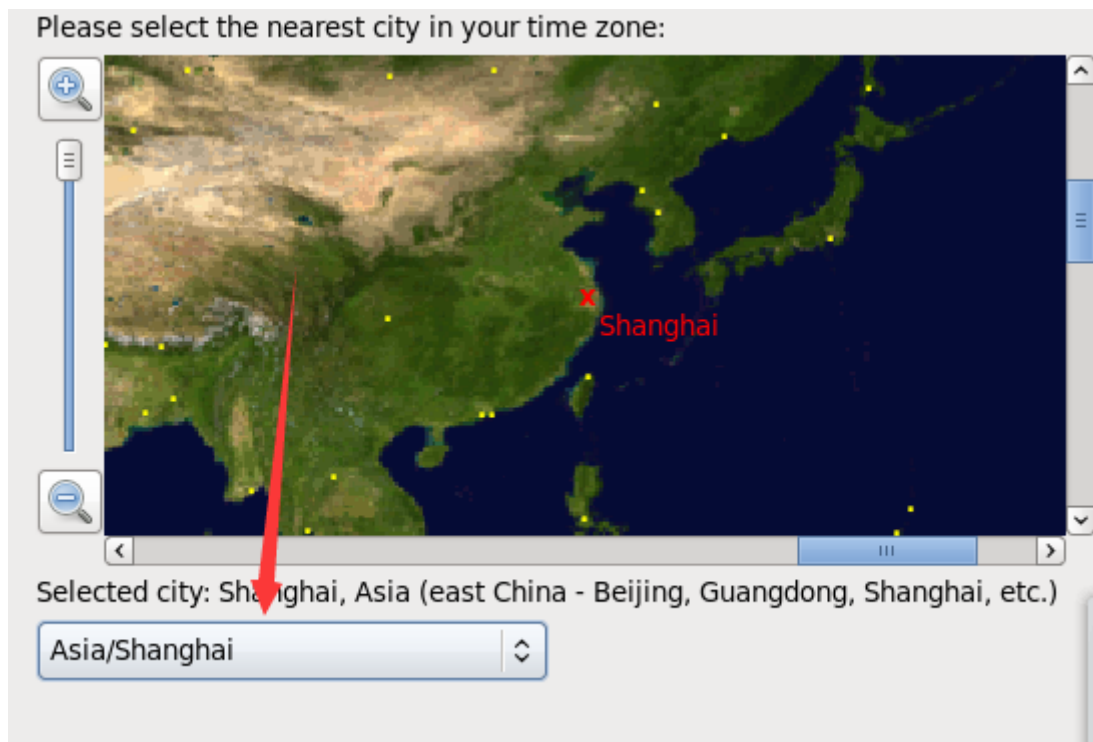 Please select the nearest city in your time zone:
x
Shanghai
Selected city: Shanghai, Asia (east China - Beijing, Guangdong, Shanghai, etc.)
Asia/Shanghai